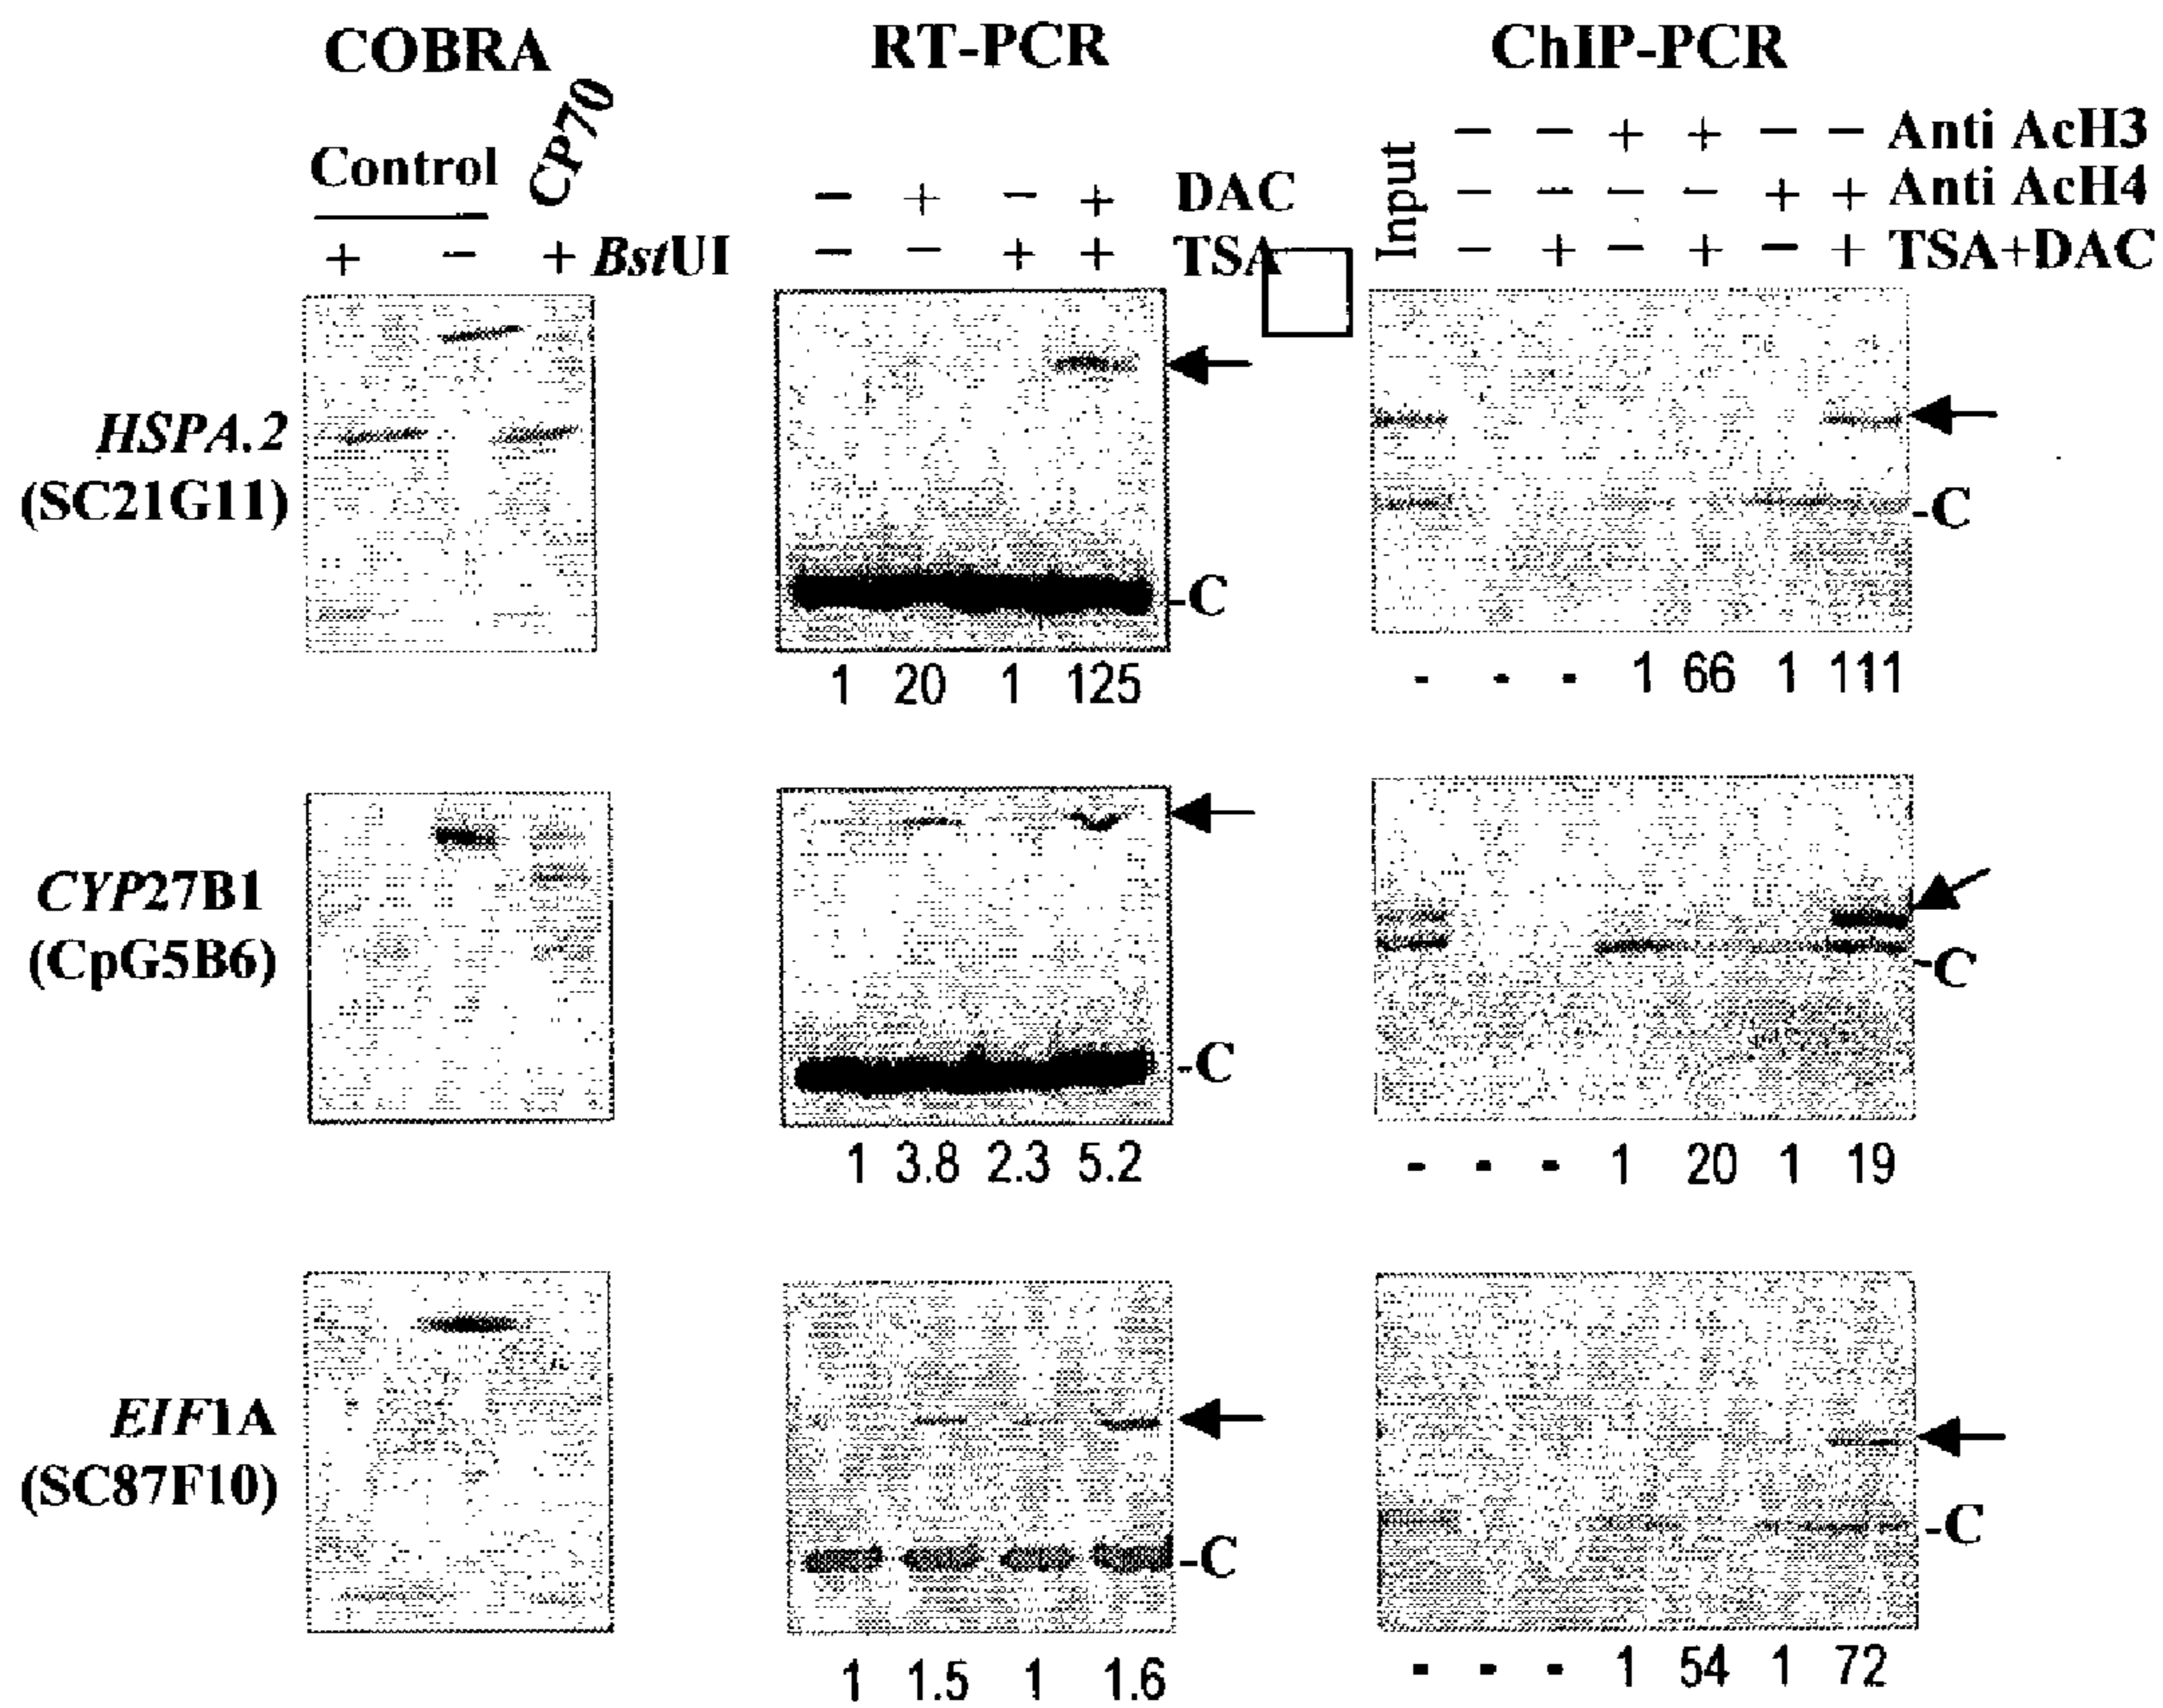 COBRA RT-PCR ChIP-PCR
Control CP70
+ - + BstUI
- + - + DAC
- - + + TSA
Input
- - + + - - Anti AcH3
- - - - + + Anti AcH4
- + - + - + TSA+DAC
HSPA.2
(SC21G11)
-C
-C
1 20 1 125
- - - 1 66 1 111
CYP27B1
(CpG5B6)
-C
-C
1 3.8 2.3 5.2
- - - 1 20 1 19
EIF1A
(SC87F10)
-C
-C
1 1.5 1 1.6
- - - 1 54 1 72